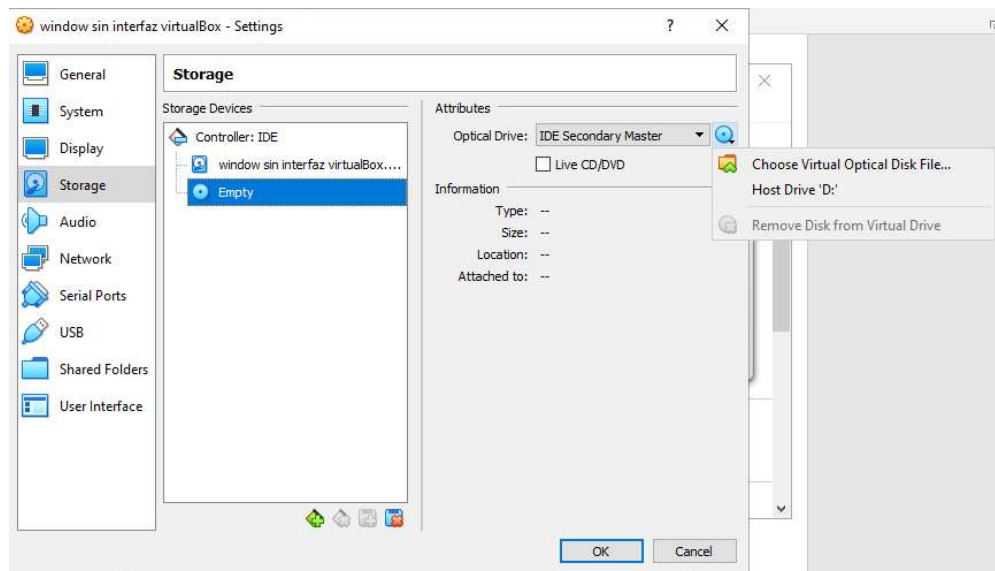 window sin interfaz virtualBox - Settings
?
General
System
Display
Storage
Audio
Network
Serial Ports
USB
Shared Folders
User Interface
Storage
Storage Devices
Controller: IDE
window sin interfaz virtualBox....
Empty
Attributes
Optical Drive: IDE Secondary Master
Live CD/DVD
Information
Type: --
Size: --
Location: --
Attached to: --
Choose Virtual Optical Disk File...
Host Drive 'D:'
Remove Disk from Virtual Drive
OK Cancel